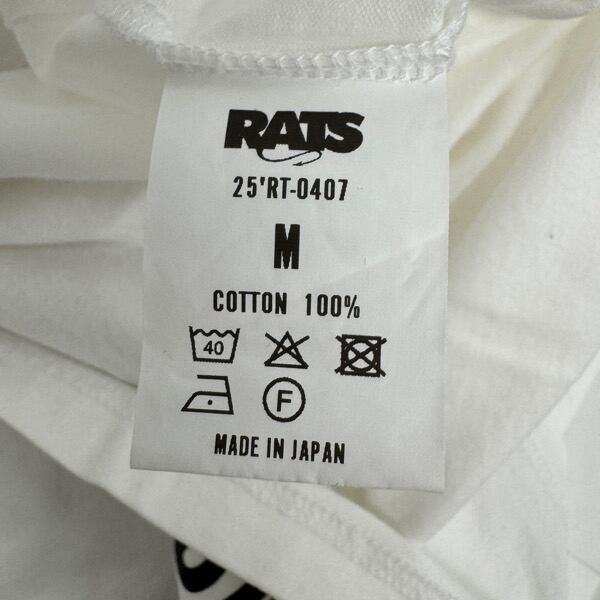 RATS
25'RT-0407
M
COTTON 100%
40
F
MADE IN JAPAN